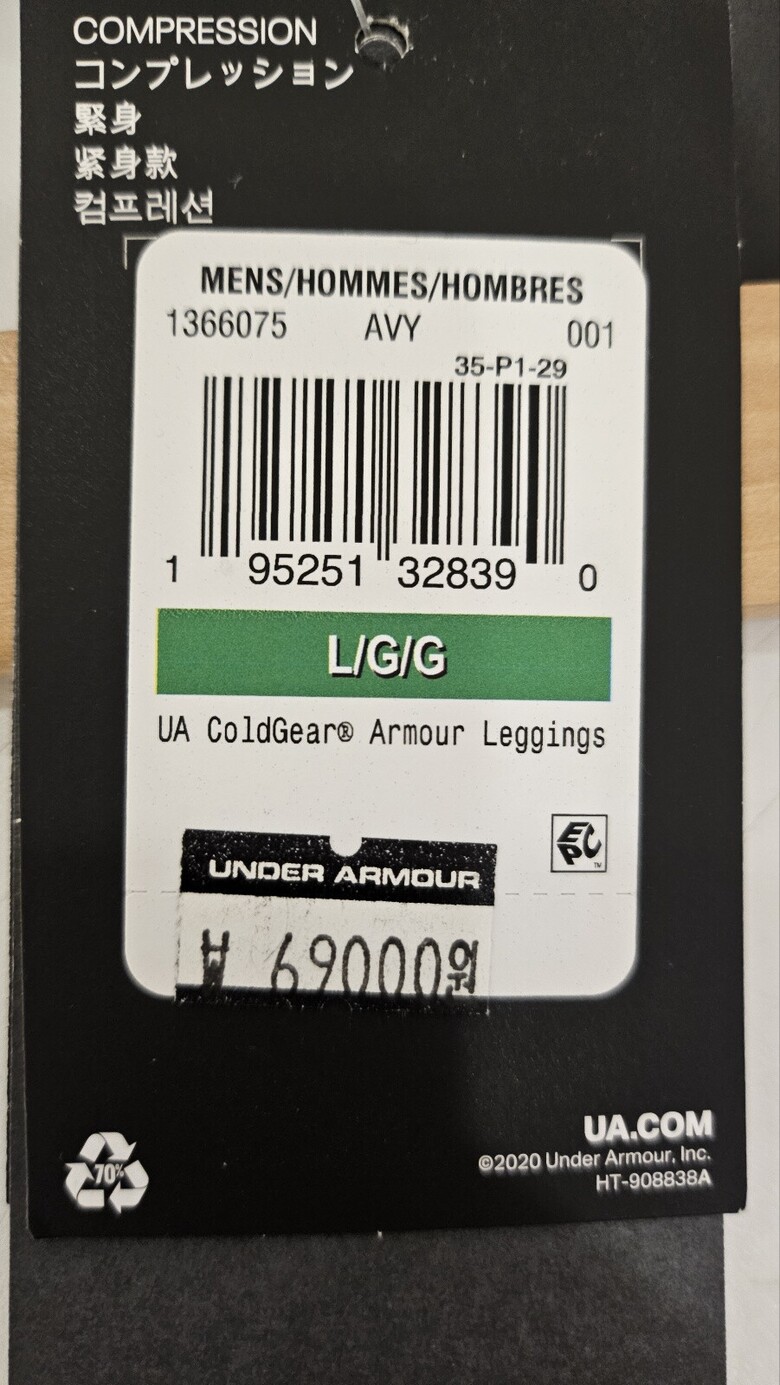 COMPRESSION
コンプレッション
緊身
紧身款
컴프레션
MENS/HOMMES/HOMBRES
1366075 AVY 001
35-P1-29
1 95251 32839 0
L/G/G
UA ColdGear® Armour Leggings
EPC™
UNDER ARMOUR
₩ 69000원
70%
UA.COM
©2020 Under Armour, Inc.
HT-908838A